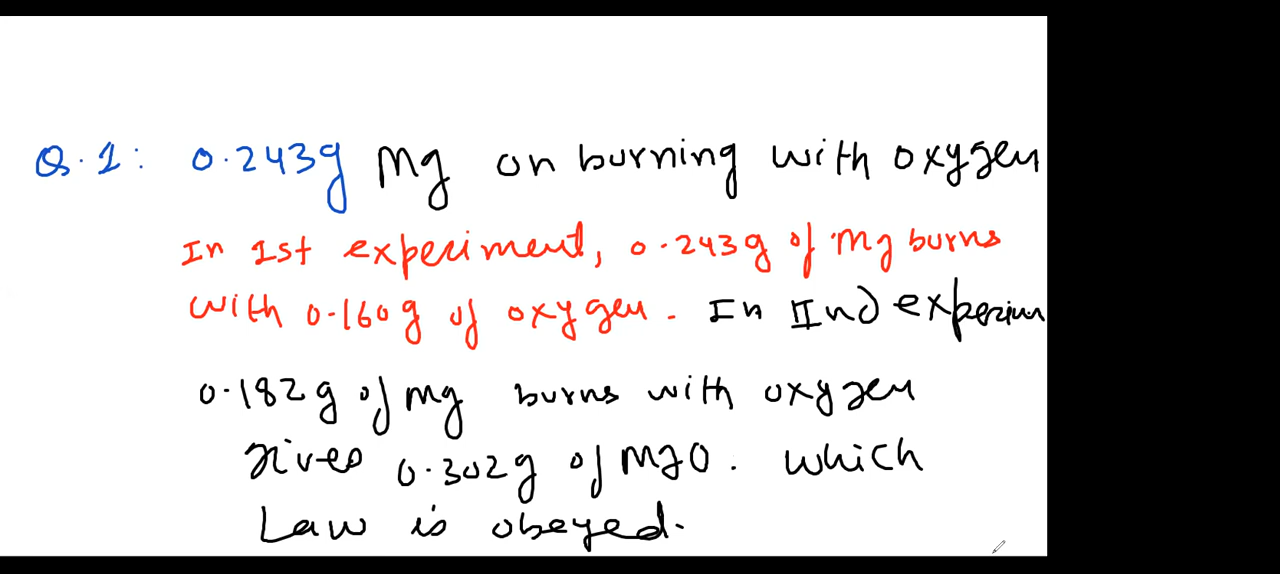 Q.1: 0.243g Mg on burning with oxygen
In 1st experiment, 0.243g of Mg burns
with 0.160g of oxygen. In IInd experim
0.182g of mg burns with oxygen
gives 0.302g of MgO. which
Law is obeyed.